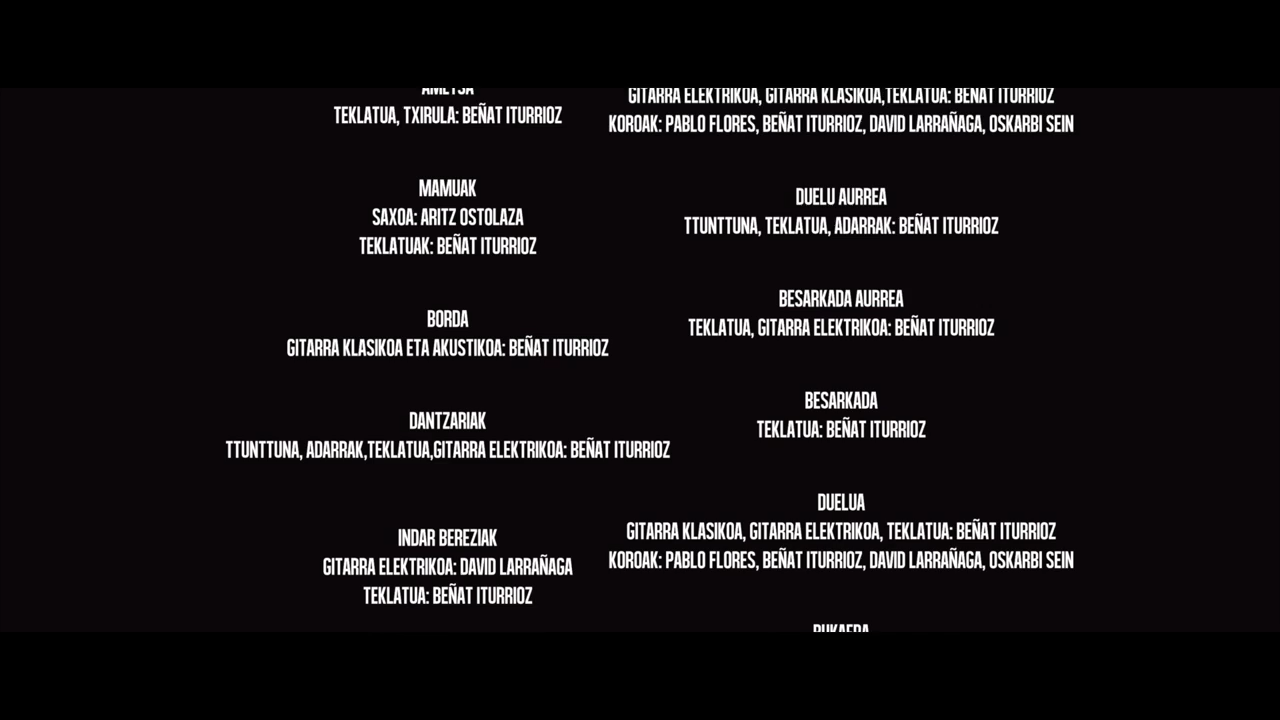 AMETSA
TEKLATUA, TXIRULA: BEÑAT ITURRIOZ
MAMUAK
SAXOA: ARITZ OSTOLAZA
TEKLATUAK: BEÑAT ITURRIOZ
BORDA
GITARRA KLASIKOA ETA AKUSTIKOA: BEÑAT ITURRIOZ
DANTZARIAK
TTUNTTUNA, ADARRAK,TEKLATUA,GITARRA ELEKTRIKOA: BEÑAT ITURRIOZ
INDAR BEREZIAK
GITARRA ELEKTRIKOA: DAVID LARRAÑAGA
TEKLATUA: BEÑAT ITURRIOZ
GITARRA ELEKTRIKOA, GITARRA KLASIKOA,TEKLATUA: BEÑAT ITURRIOZ
KOROAK: PABLO FLORES, BEÑAT ITURRIOZ, DAVID LARRAÑAGA, OSKARBI SEIN
DUELU AURREA
TTUNTTUNA, TEKLATUA, ADARRAK: BEÑAT ITURRIOZ
BESARKADA AURREA
TEKLATUA, GITARRA ELEKTRIKOA: BEÑAT ITURRIOZ
BESARKADA
TEKLATUA: BEÑAT ITURRIOZ
DUELUA
GITARRA KLASIKOA, GITARRA ELEKTRIKOA, TEKLATUA: BEÑAT ITURRIOZ
KOROAK: PABLO FLORES, BEÑAT ITURRIOZ, DAVID LARRAÑAGA, OSKARBI SEIN
BUKAERA